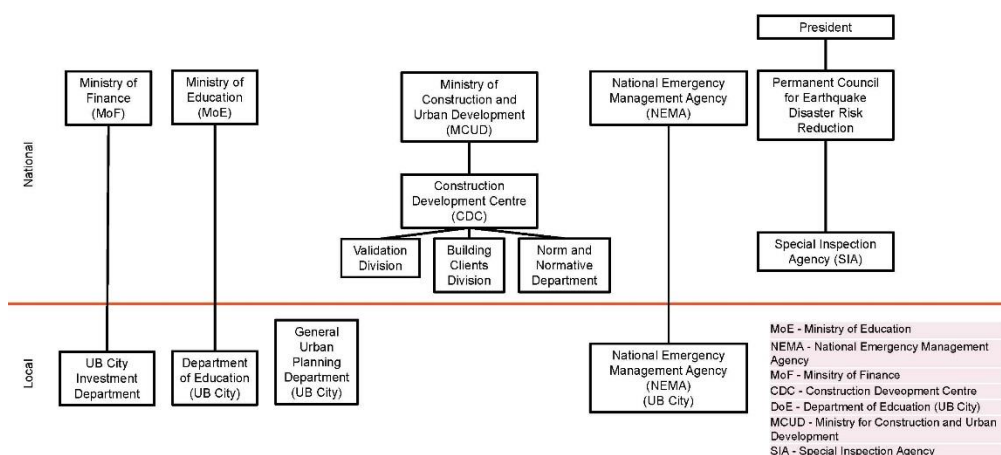 President
Ministry of
Finance
(MoF)
Ministry of
Education
(MoE)
Ministry of
Construction and
Urban Development
(MCUD)
National Emergency
Management Agency
(NEMA)
Permanent Council
for Earthquake
Disaster Risk
Reduction
National
Construction
Development Centre
(CDC)
Validation
Division
Building
Clients
Division
Norm and
Normative
Department
Special Inspection
Agency (SIA)
Local
UB City
Investment
Department
Department
of Education
(UB City)
General
Urban
Planning
Department
(UB City)
National Emergency
Management Agency
(NEMA)
(UB City)
MoE - Ministry of Education
NEMA - National Emergency Management
Agency
MoF - Minsitry of Finance
CDC - Construction Deveopment Centre
DoE - Department of Edcuation (UB City)
MCUD - Ministry for Construction and Urban
Development
SIA - Special Inspection Agency